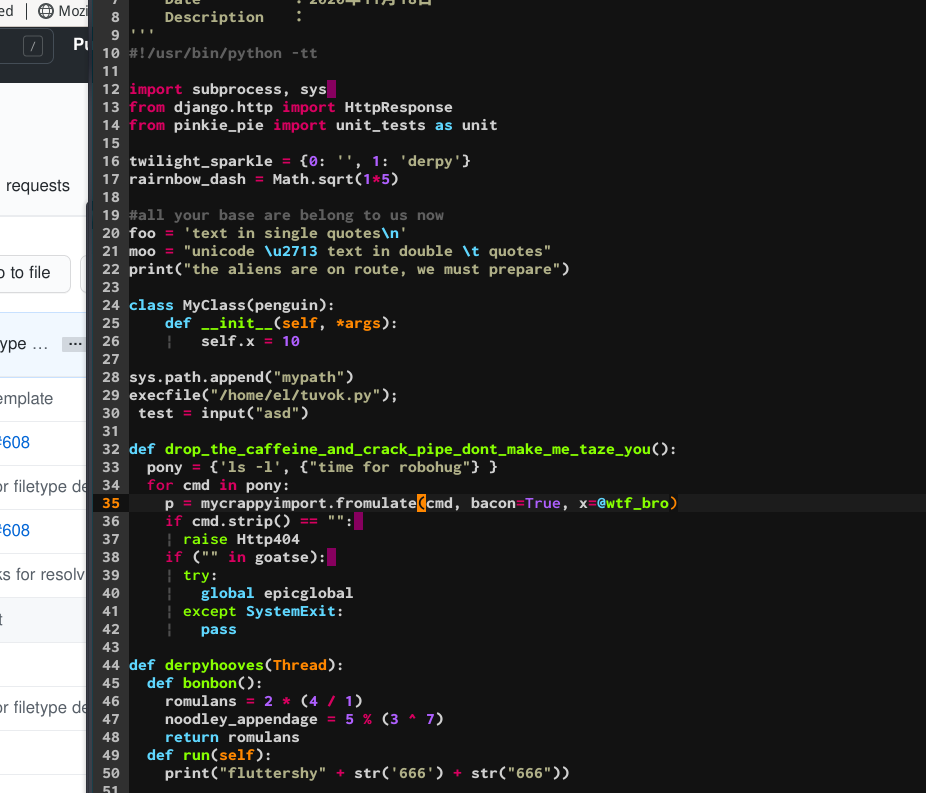 ed
Mozi
/
Pu
requests
o to file
ype ...
...
emplate
#608
or filetype de
#608
ks for resolv
t
or filetype de
7 Date : 2020年11月18日
8 Description :
9 '''
10 #!/usr/bin/python -tt
11
12 import subprocess, sys
13 from django.http import HttpResponse
14 from pinkie_pie import unit_tests as unit
15
16 twilight_sparkle = {0: '', 1: 'derpy'}
17 rairnbow_dash = Math.sqrt(1*5)
18
19 #all your base are belong to us now
20 foo = 'text in single quotes\n'
21 moo = "unicode \u2713 text in double \t quotes"
22 print("the aliens are on route, we must prepare")
23
24 class MyClass(penguin):
25     def __init__(self, *args):
26     ¦   self.x = 10
27
28 sys.path.append("mypath")
29 execfile("/home/el/tuvok.py");
30  test = input("asd")
31
32 def drop_the_caffeine_and_crack_pipe_dont_make_me_taze_you():
33   pony = {'ls -l', {"time for robohug"} }
34   for cmd in pony:
35     p = mycrappyimport.fromulate(cmd, bacon=True, x=@wtf_bro)
36     if cmd.strip() == "":
37     ¦ raise Http404
38     if ("" in goatse):
39     ¦ try:
40     ¦   global epicglobal
41     ¦ except SystemExit:
42     ¦   pass
43
44 def derpyhooves(Thread):
45   def bonbon():
46     romulans = 2 * (4 / 1)
47     noodley_appendage = 5 % (3 ^ 7)
48     return romulans
49   def run(self):
50     print("fluttershy" + str('666') + str("666"))
51